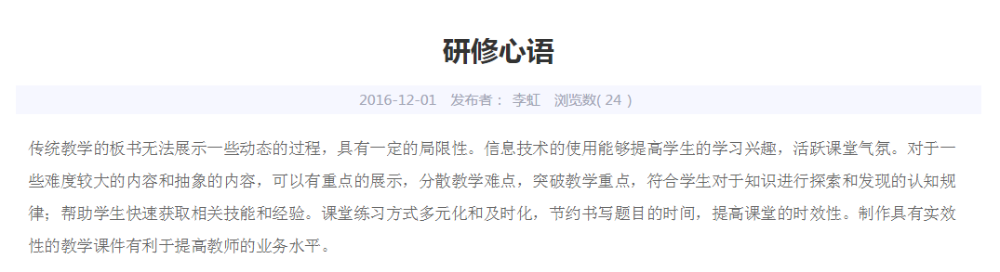 研修心语
2016-12-01 发布者： 李虹 浏览数( 24 )
传统教学的板书无法展示一些动态的过程，具有一定的局限性。信息技术的使用能够提高学生的学习兴趣，活跃课堂气氛。对于一
些难度较大的内容和抽象的内容，可以有重点的展示，分散教学难点，突破教学重点，符合学生对于知识进行探索和发现的认知规
律；帮助学生快速获取相关技能和经验。课堂练习方式多元化和及时化，节约书写题目的时间，提高课堂的时效性。制作具有实效
性的教学课件有利于提高教师的业务水平。